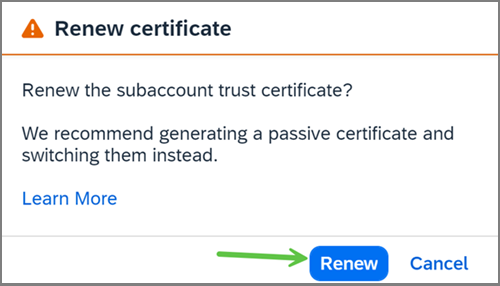 Renew certificate
Renew the subaccount trust certificate?
We recommend generating a passive certificate and
switching them instead.
Learn More
Renew
Cancel